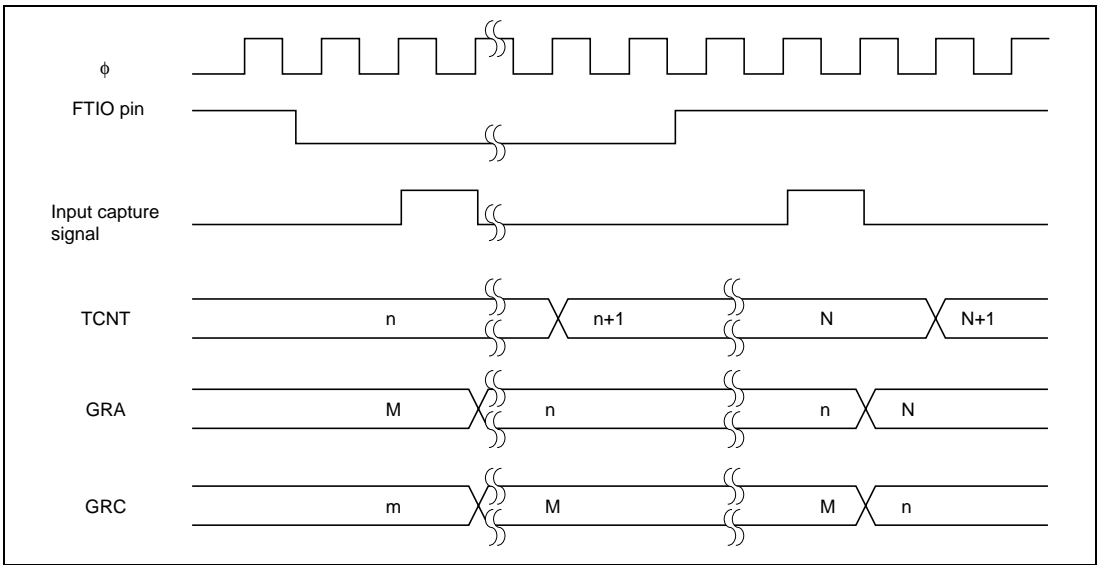 ϕ
FTIO pin
Input capture
signal
TCNT
n
n+1
N
N+1
GRA
M
n
n
N
GRC
m
M
M
n